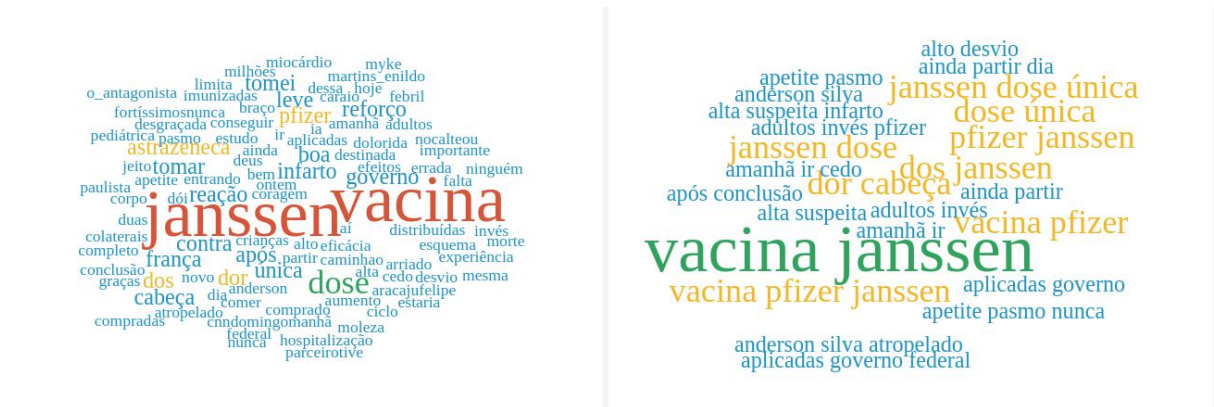 miocárdio myke
milhões martins_enildo
limita tomei dessa hoje
o_antagonista imunizadas leve caraio febril
fortíssimosnunca braço pfizer reforço
desgraçada conseguir ia amanhã adultos
pediátrica pasmo estudo ir aplicadas dolorida nocalteou
astrazeneca ainda boa destinada importante
jeito tomar deus infarto efeitos errada ninguém
apetite entrando bem governo falta
paulista ontem
corpo dói reação coragem
janssen vacina
duas aí distribuídas invés
colaterais contra crianças alto eficácia esquema morte
completo frança após partir caminhao arriado experiência
conclusão única alta cedo desvio mesma
graças dos novo dor dose
cabeça dia anderson aracajufelipe
comer aumento estaria
atropelado comprado ciclo
compradas cnndomingomanhã moleza
federal
nunca hospitalização
parceirotive
alto desvio
ainda partir dia
apetite pasmo janssen dose única
anderson silva
alta suspeita infarto dose única
adultos invés pfizer pfizer janssen
janssen dose
amanhã ir cedo dos janssen
após conclusão dor cabeça ainda partir
alta suspeita adultos invés
amanhã ir vacina pfizer
vacina janssen
vacina pfizer janssen aplicadas governo
apetite pasmo nunca
anderson silva atropelado
aplicadas governo federal